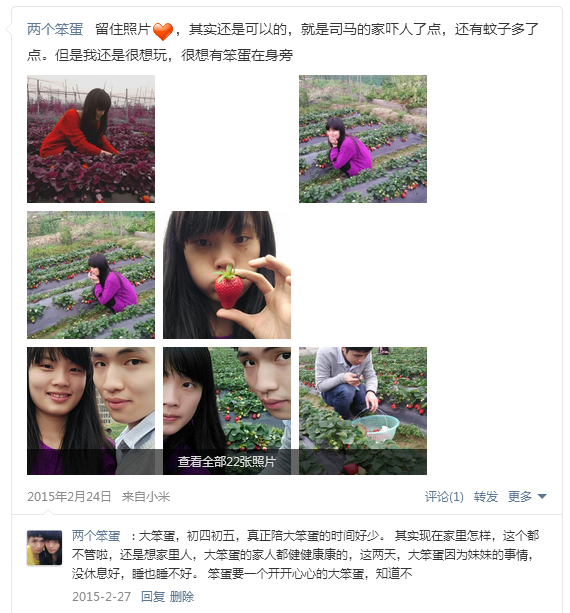 两个笨蛋 留住照片，其实还是可以的，就是司马的家吓人了点，还有蚊子多了
点。但是我还是很想玩，很想有笨蛋在身旁
查看全部22张照片
2015年2月24日 来自小米 评论(1) 转发 更多
两个笨蛋 ：大笨蛋，初四初五，真正陪大笨蛋的时间好少。 其实现在家里怎样，这个都
不管啦，还是想家里人，大笨蛋的家人都健健康康的，这两天，大笨蛋因为妹妹的事情，
没休息好，睡也睡不好。 笨蛋要一个开开心心的大笨蛋，知道不
2015-2-27 回复 删除